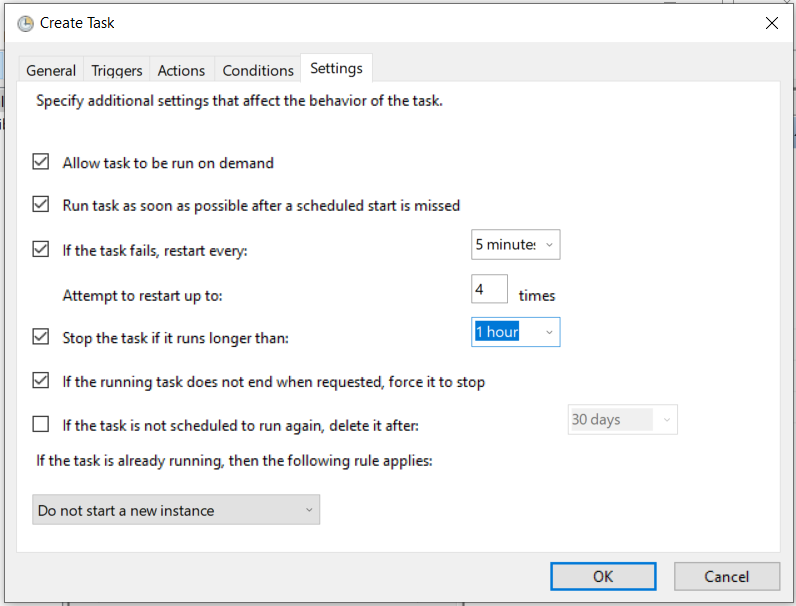 Create Task
General Triggers Actions Conditions Settings
Specify additional settings that affect the behavior of the task.
Allow task to be run on demand
Run task as soon as possible after a scheduled start is missed
If the task fails, restart every: 5 minute
Attempt to restart up to: 4 times
Stop the task if it runs longer than: 1 hour
If the running task does not end when requested, force it to stop
If the task is not scheduled to run again, delete it after: 30 days
If the task is already running, then the following rule applies:
Do not start a new instance
OK Cancel